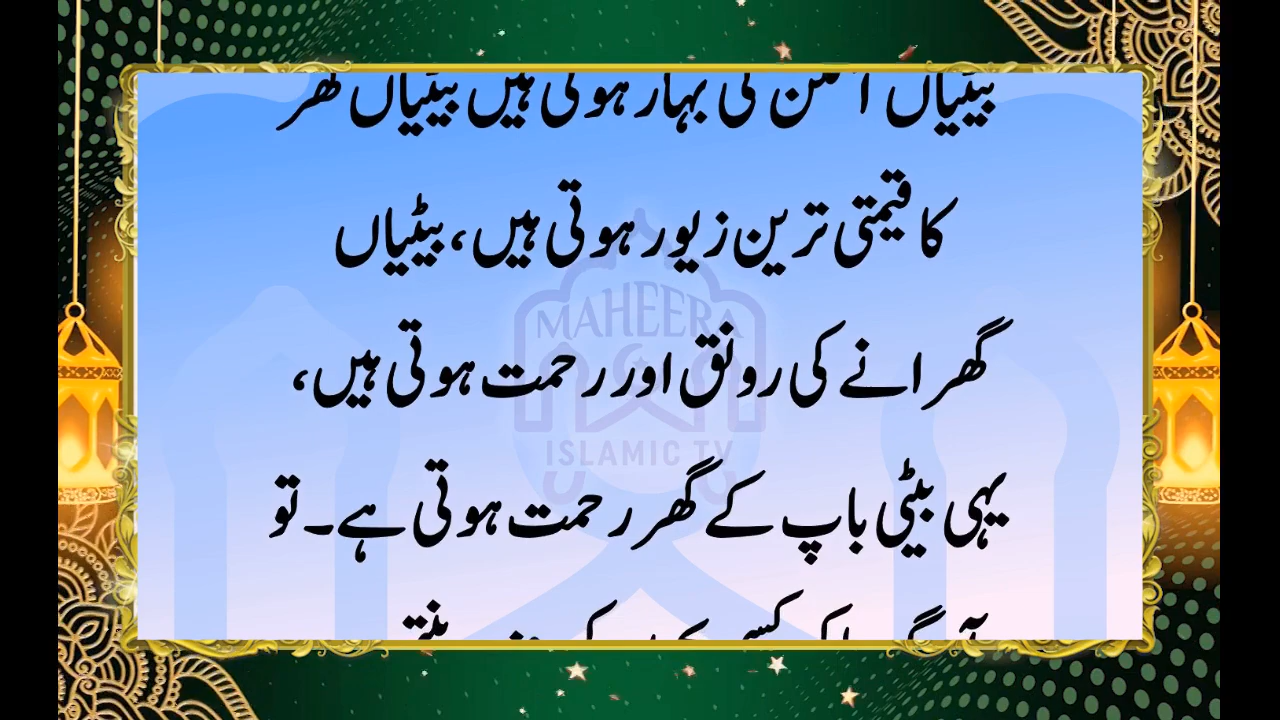 بیٹیاں آنگن کی بہار ہوتی ہیں بیٹیاں گھر
کا قیمتی ترین زیور ہوتی ہیں، بیٹیاں
گھرانے کی رونق اور رحمت ہوتی ہیں،
یہی بیٹی باپ کے گھر رحمت ہوتی ہے۔ تو
MAHEERA
ISLAMIC TV